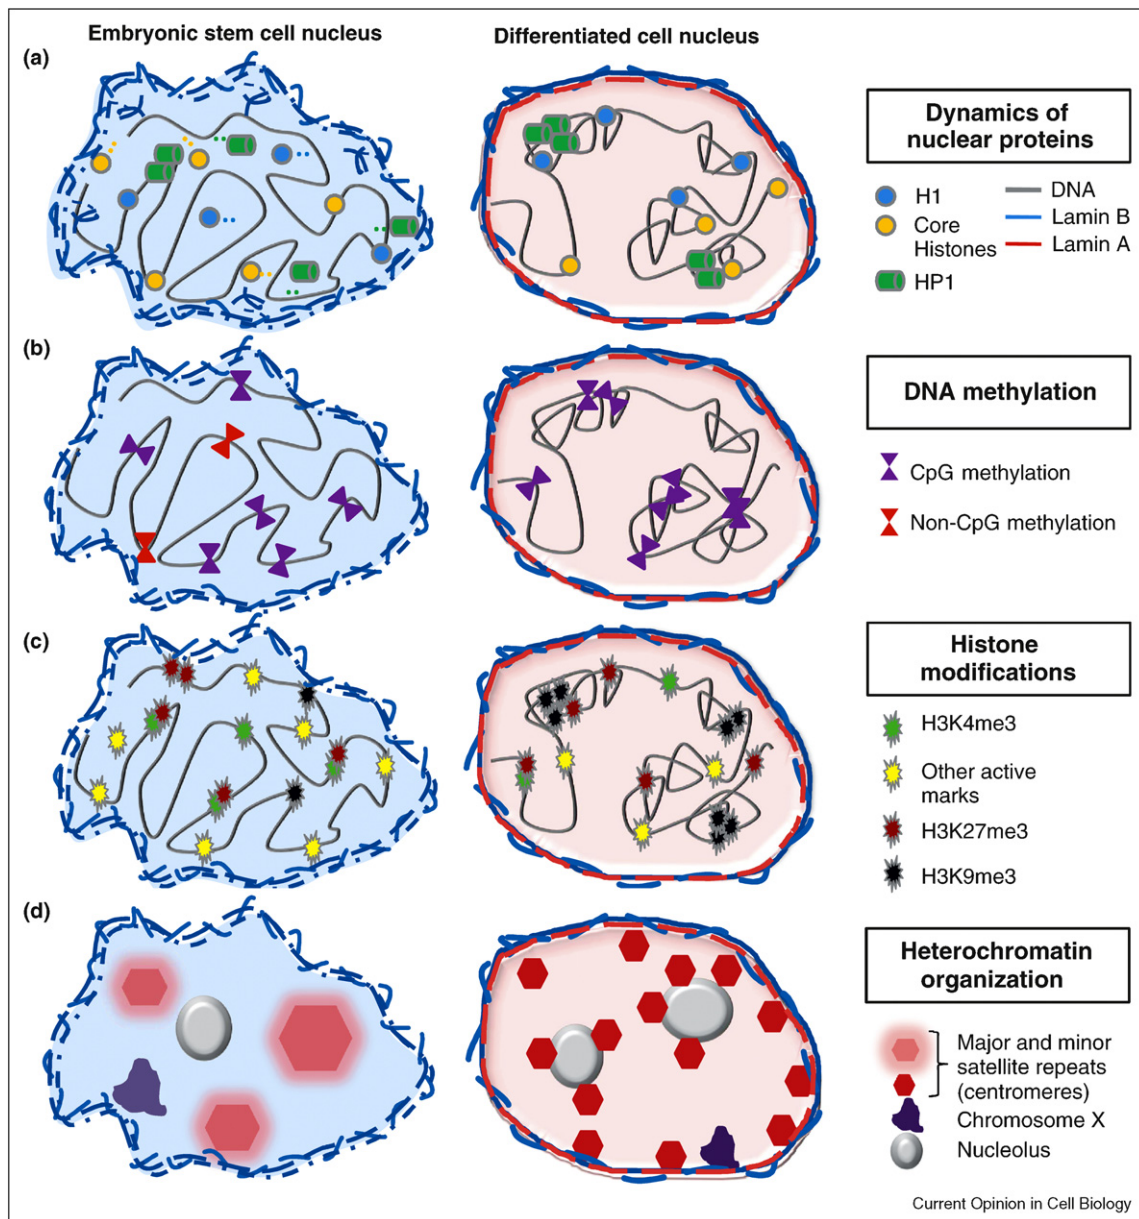 Embryonic stem cell nucleus
Differentiated cell nucleus
(a)
Dynamics of
nuclear proteins
H1
Core
Histones
HP1
DNA
Lamin B
Lamin A
(b)
DNA methylation
CpG methylation
Non-CpG methylation
(c)
Histone
modifications
H3K4me3
Other active
marks
H3K27me3
H3K9me3
(d)
Heterochromatin
organization
Major and minor
satellite repeats
(centromeres)
Chromosome X
Nucleolus
Current Opinion in Cell Biology